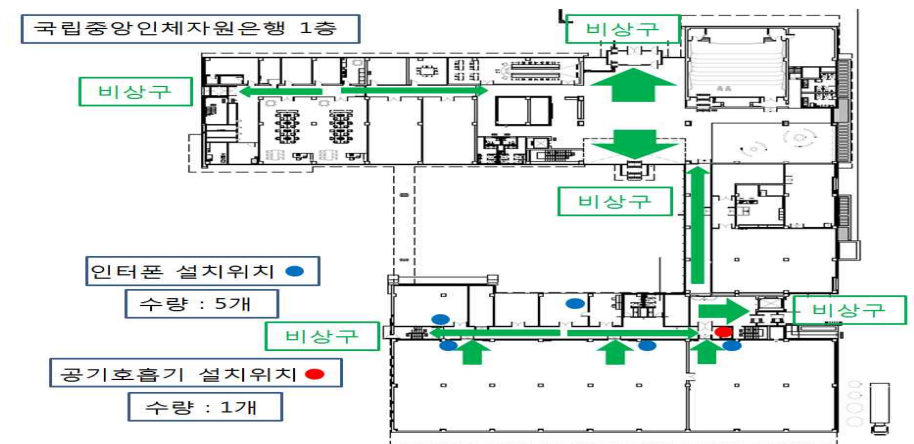 국립중앙인체자원은행 1층
비상구
비상구
비상구
인터폰 설치위치
수량 : 5개
비상구
비상구
공기호흡기 설치위치
수량 : 1개